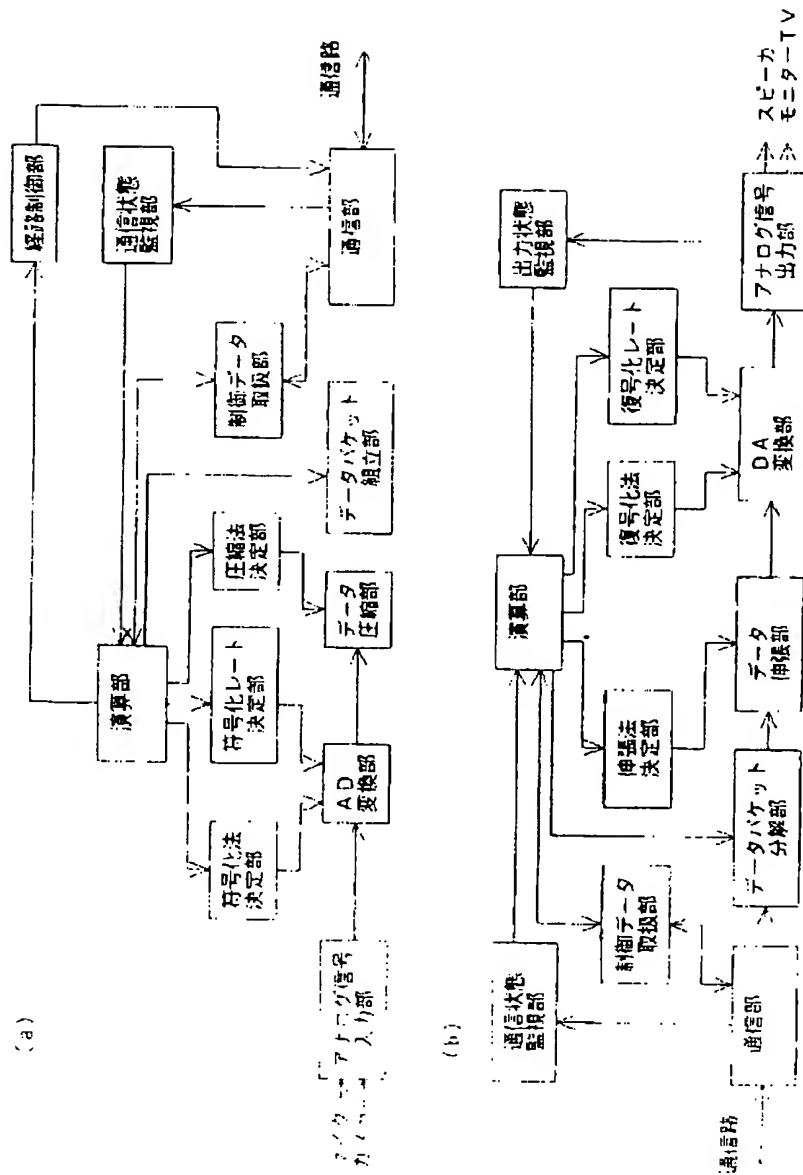 (a)
経路制御部
通信状態
監視部
通信路
演算部
制御データ
取扱部
通信部
符号化法
決定部
符号化レート
決定部
圧縮法
決定部
データパケット
組立部
アナログ信号
入力部
AD
変換部
データ
圧縮部
(b)
通信状態
監視部
演算部
出力状態
監視部
制御データ
取扱部
伸張法
決定部
復号化法
決定部
復号化レート
決定部
通信路
通信部
データパケット
分解部
データ
伸張部
DA
変換部
アナログ信号
出力部
スピーカ
モニターTV